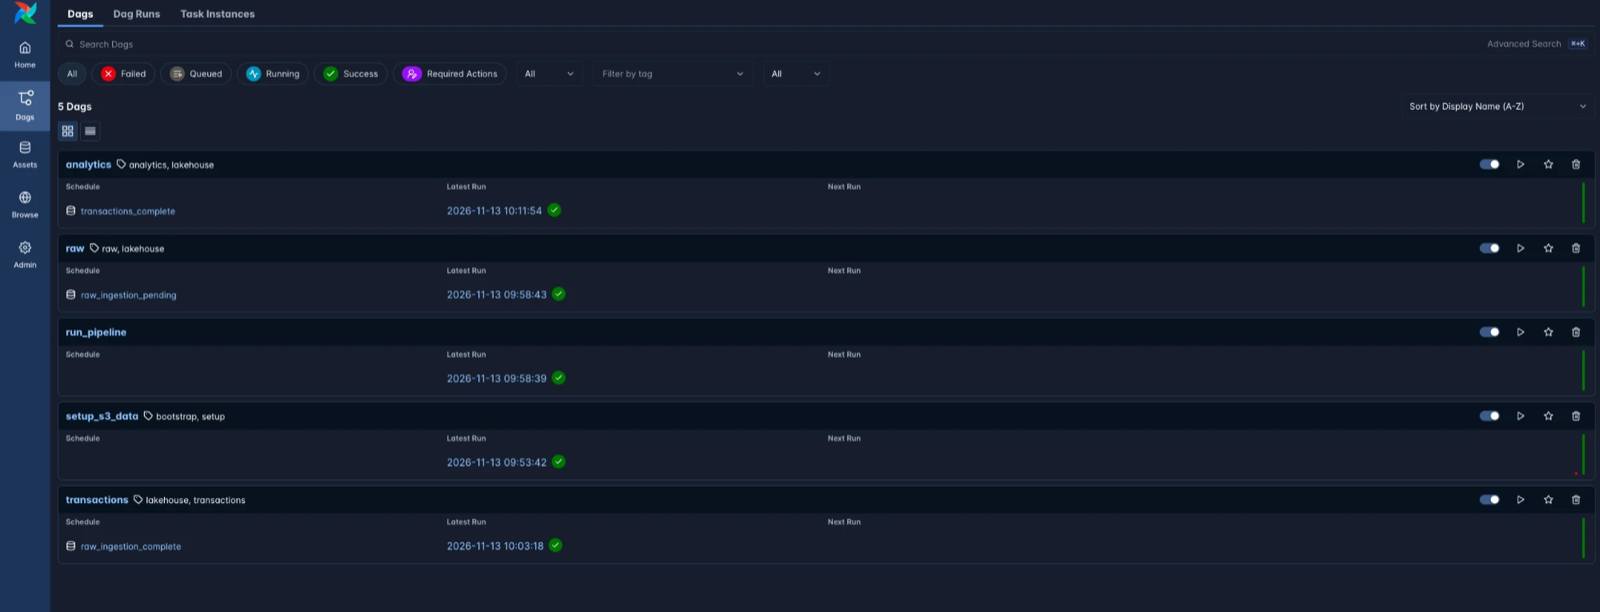 Dags Dag Runs Task Instances
Search Dags Advanced Search ⌘+K
All Failed Queued Running Success Required Actions All Filter by tag All
5 Dags Sort by Display Name (A-Z)
Home
Dags
Assets
Browse
Admin
analytics analytics, lakehouse
Schedule Latest Run Next Run
transactions_complete 2026-11-13 10:11:54
raw raw, lakehouse
Schedule Latest Run Next Run
raw_ingestion_pending 2026-11-13 09:58:43
run_pipeline
Schedule Latest Run Next Run
2026-11-13 09:58:39
setup_s3_data bootstrap, setup
Schedule Latest Run Next Run
2026-11-13 09:53:42
transactions lakehouse, transactions
Schedule Latest Run Next Run
raw_ingestion_complete 2026-11-13 10:03:18